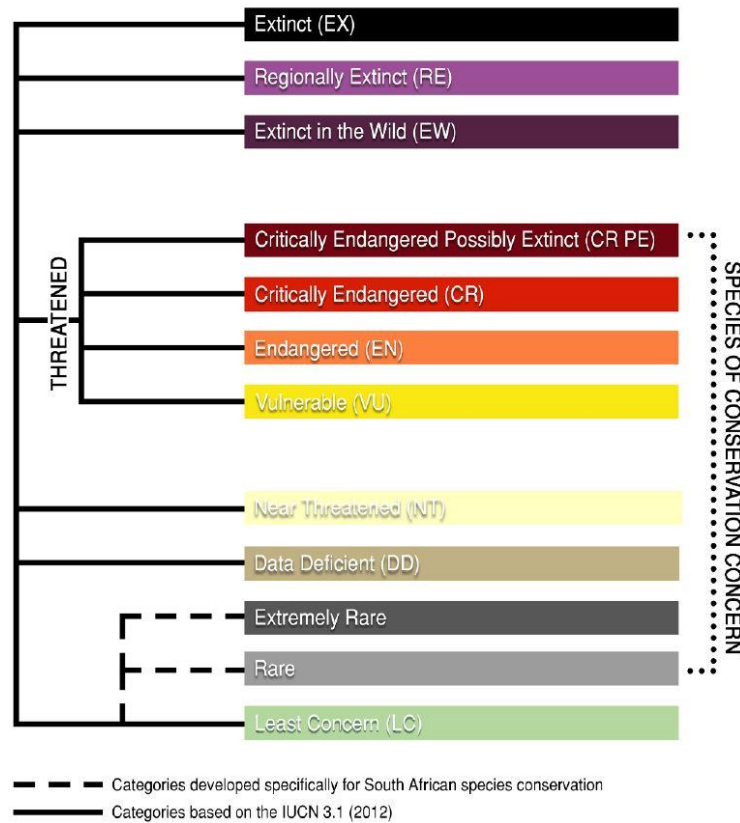 Extinct (EX)
Regionally Extinct (RE)
Extinct in the Wild (EW)
THREATENED
Critically Endangered Possibly Extinct (CR PE)
Critically Endangered (CR)
Endangered (EN)
Vulnerable (VU)
Near Threatened (NT)
Data Deficient (DD)
Extremely Rare
Rare
Least Concern (LC)
SPECIES OF CONSERVATION CONCERN
Categories developed specifically for South African species conservation
Categories based on the IUCN 3.1 (2012)